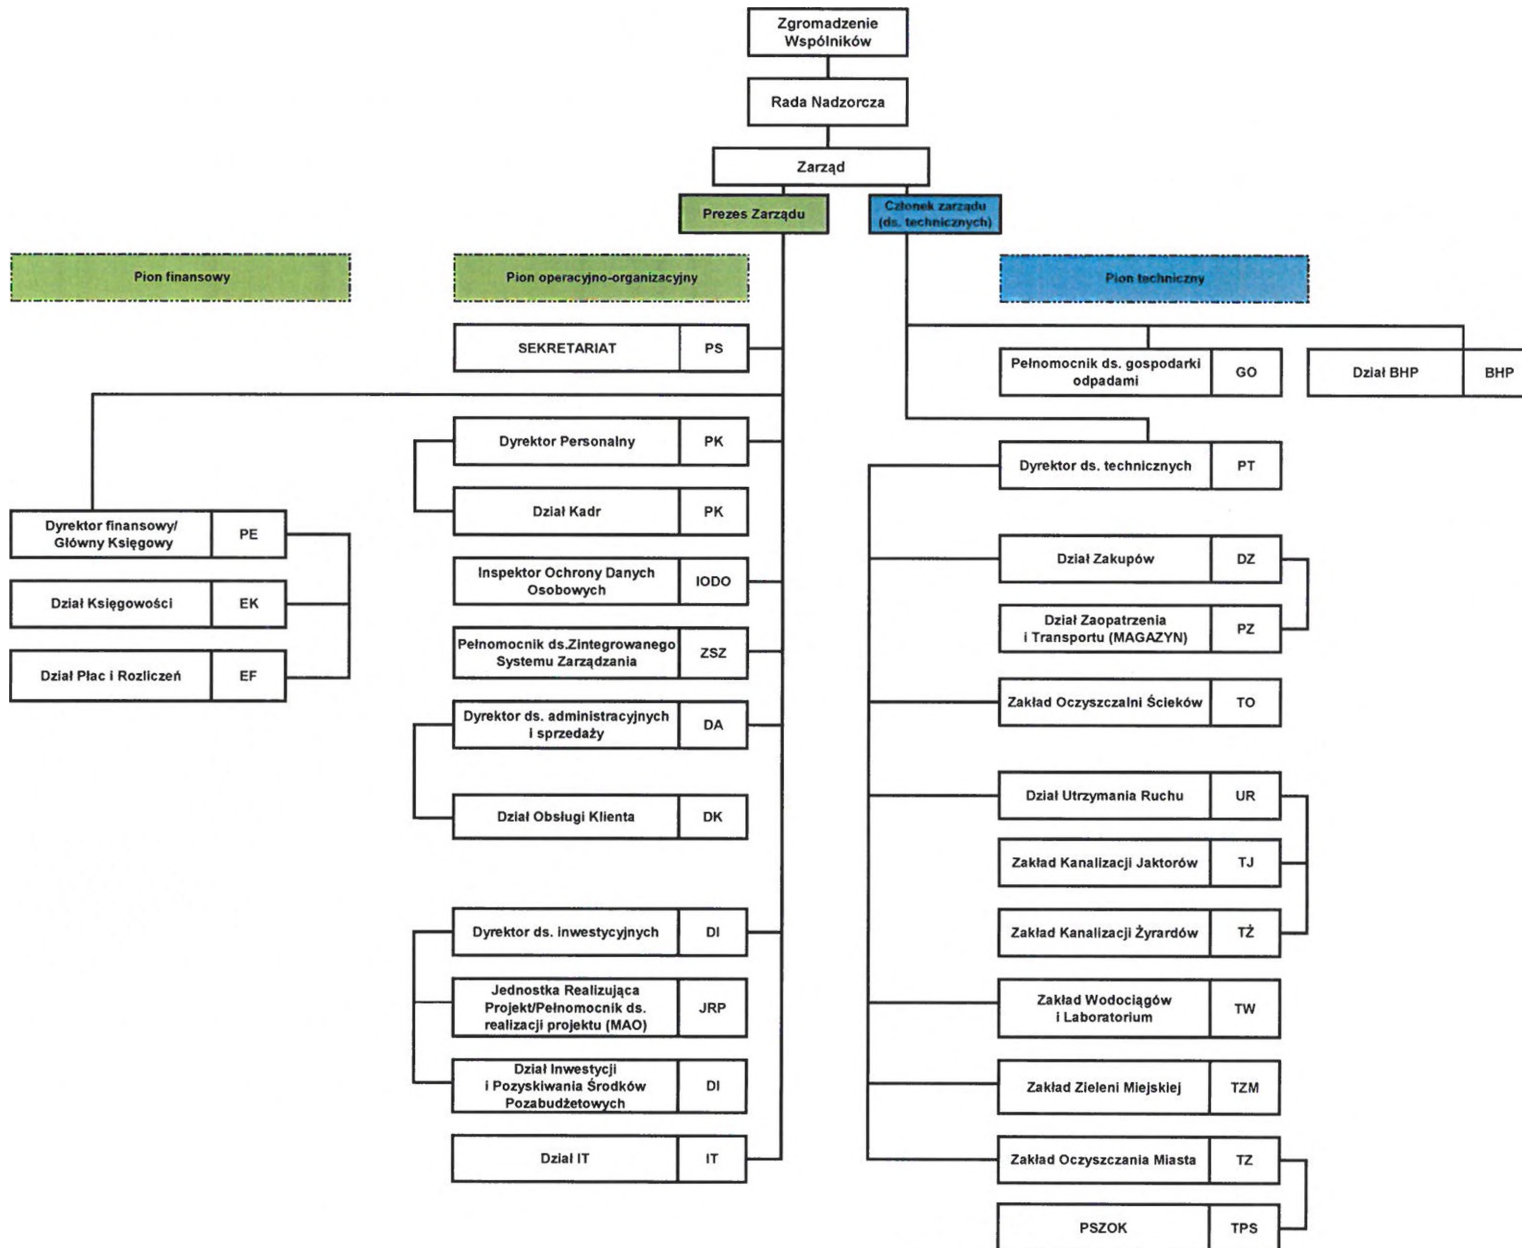 Zgromadzenie
Wspólników
Rada Nadzorcza
Zarząd
Prezes Zarządu
Członek zarządu
(ds. technicznych)
Pion finansowy
Pion operacyjno-organizacyjny
Pion techniczny
SEKRETARIAT PS
Pełnomocnik ds. gospodarki
odpadami GO
Dział BHP BHP
Dyrektor Personalny PK
Dyrektor ds. technicznych PT
Dział Kadr PK
Dyrektor finansowy/
Główny Księgowy PE
Dział Zakupów DZ
Inspektor Ochrony Danych
Osobowych IODO
Dział Księgowości EK
Dział Zaopatrzenia
i Transportu (MAGAZYN) PZ
Pełnomocnik ds.Zintegrowanego
Systemu Zarządzania ZSZ
Dział Płac i Rozliczeń EF
Zakład Oczyszczalni Ścieków TO
Dyrektor ds. administracyjnych
i sprzedaży DA
Dział Utrzymania Ruchu UR
Dział Obsługi Klienta DK
Zakład Kanalizacji Jaktorów TJ
Dyrektor ds. inwestycyjnych DI
Zakład Kanalizacji Żyrardów TŻ
Jednostka Realizująca
Projekt/Pełnomocnik ds.
realizacji projektu (MAO) JRP
Zakład Wodociągów
i Laboratorium TW
Dział Inwestycji
i Pozyskiwania Środków
Pozabudżetowych DI
Zakład Zieleni Miejskiej TZM
Dział IT IT
Zakład Oczyszczania Miasta TZ
PSZOK TPS